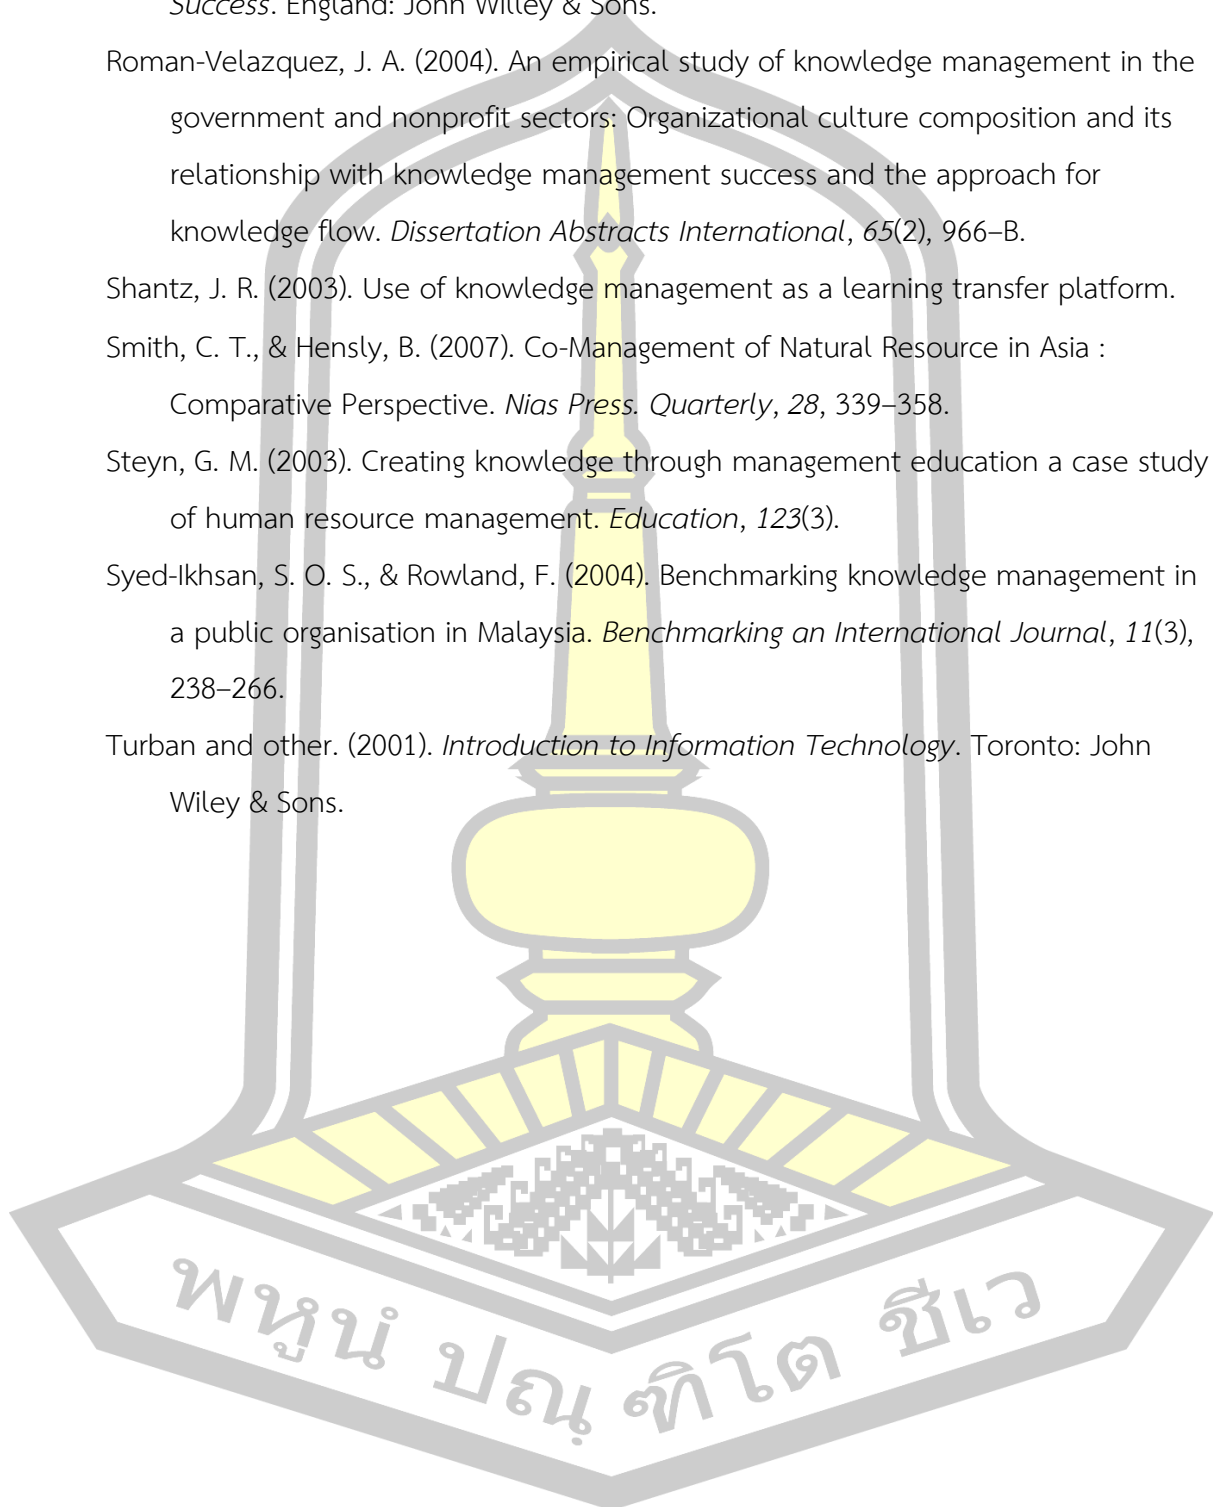 Success. England: John Willey & Sons.
Roman-Velazquez, J. A. (2004). An empirical study of knowledge management in the
government and nonprofit sectors: Organizational culture composition and its
relationship with knowledge management success and the approach for
knowledge flow. Dissertation Abstracts International, 65(2), 966–B.
Shantz, J. R. (2003). Use of knowledge management as a learning transfer platform.
Smith, C. T., & Hensly, B. (2007). Co-Management of Natural Resource in Asia :
Comparative Perspective. Nias Press. Quarterly, 28, 339–358.
Steyn, G. M. (2003). Creating knowledge through management education a case study
of human resource management. Education, 123(3).
Syed-Ikhsan, S. O. S., & Rowland, F. (2004). Benchmarking knowledge management in
a public organisation in Malaysia. Benchmarking an International Journal, 11(3),
238–266.
Turban and other. (2001). Introduction to Information Technology. Toronto: John
Wiley & Sons.
พหูนํ ปณฺฑิโต ชีเว